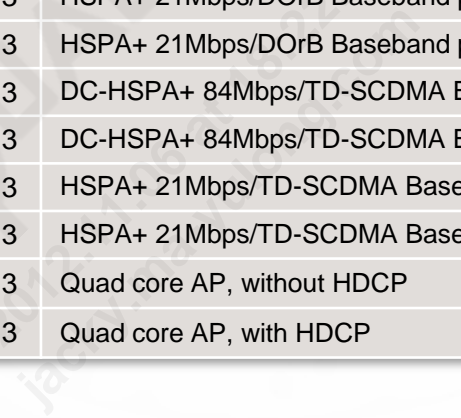 3 HSPA+ 21Mbps/DOrB Baseband
3 HSPA+ 21Mbps/DOrB Baseband
3 DC-HSPA+ 84Mbps/TD-SCDMA
3 DC-HSPA+ 84Mbps/TD-SCDMA
3 HSPA+ 21Mbps/TD-SCDMA Base
3 HSPA+ 21Mbps/TD-SCDMA Base
3 Quad core AP, without HDCP
3 Quad core AP, with HDCP